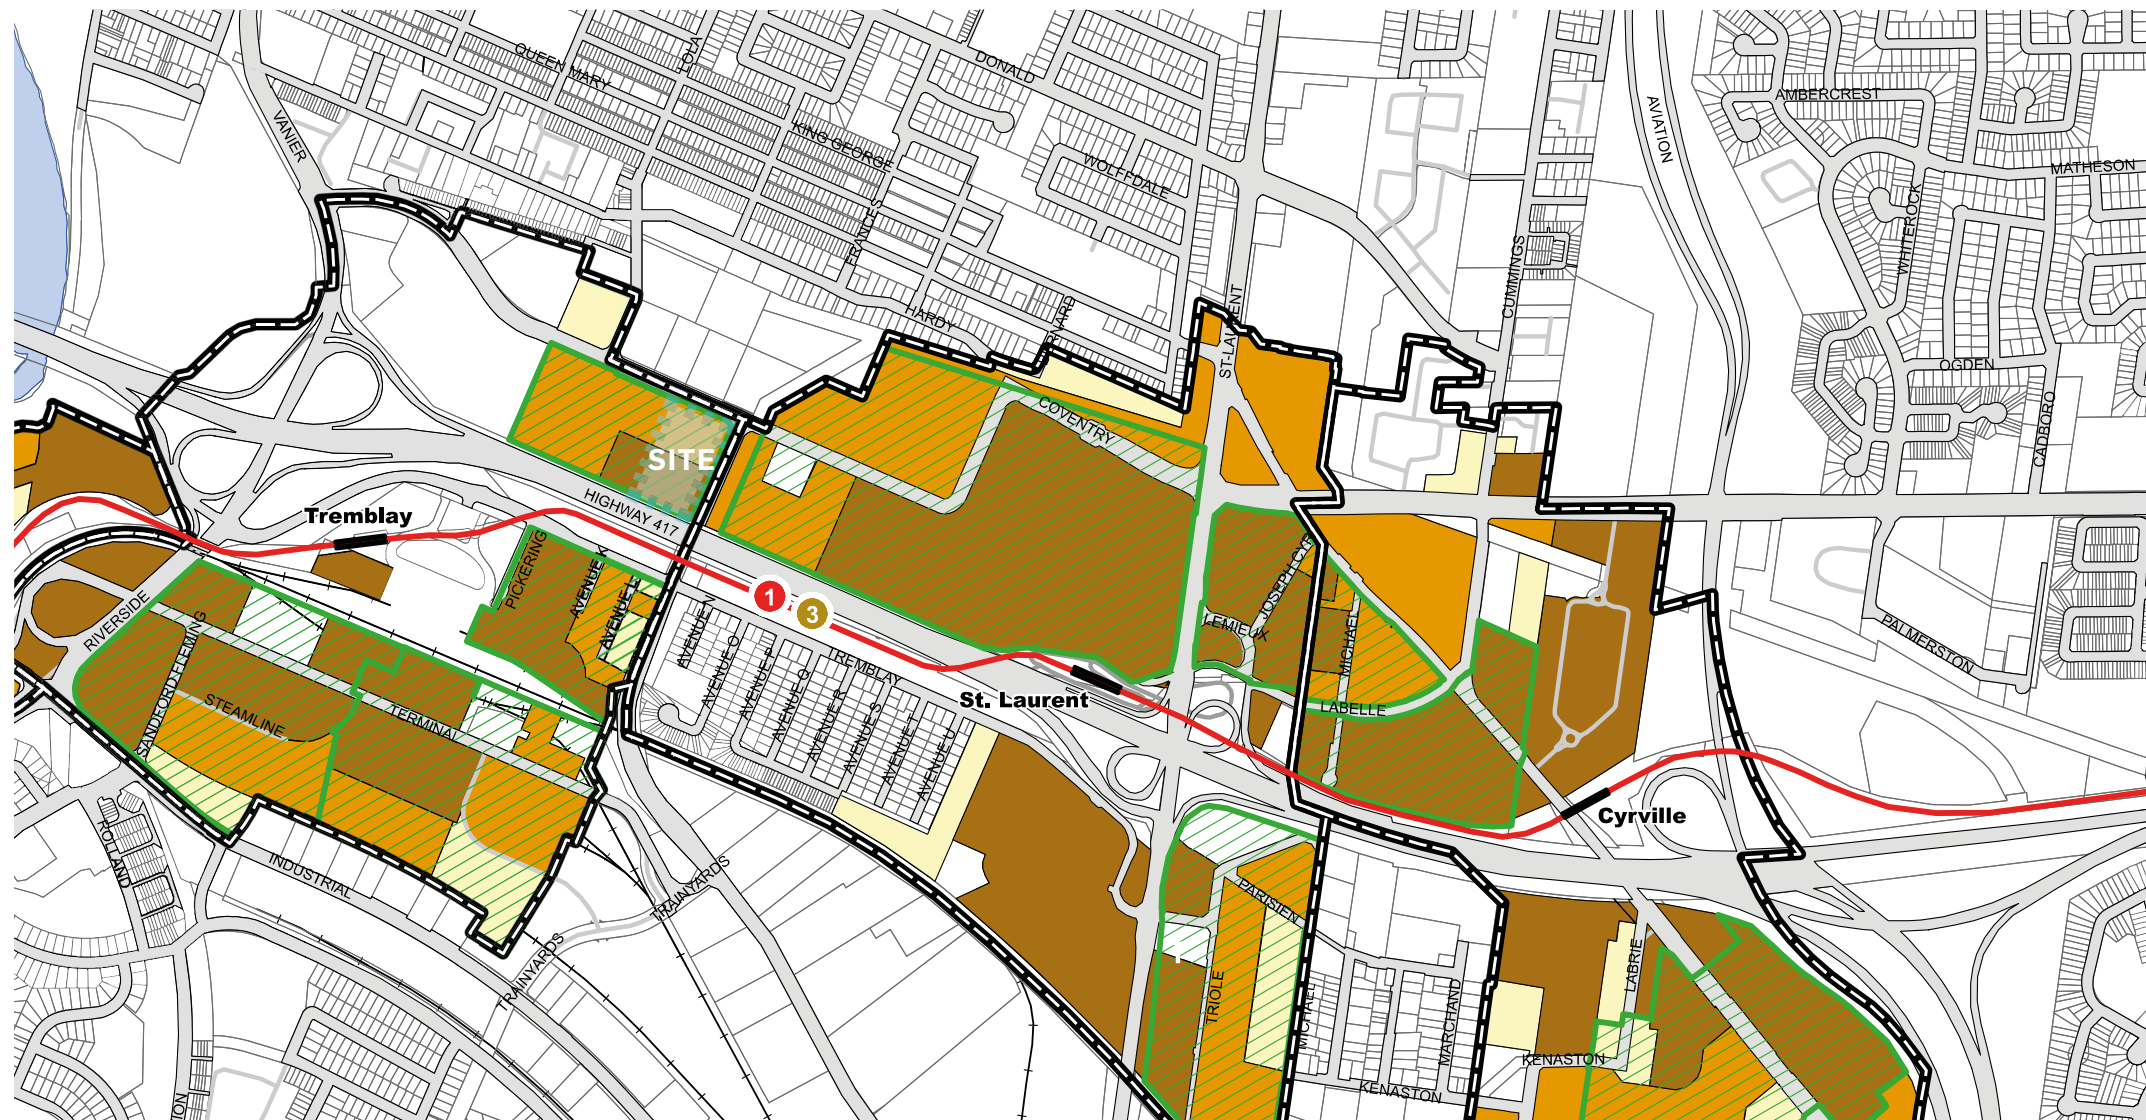 QUEEN MARY
LOLA
DONALD
VANIER
KING GEORGE
WOLFFDALE
AVIATION
AMBERCREST
MATHESON
FRANCES
WHITEROCK
CUMMINGS
HARDY
BERNARD
ST-LAURENT
OGDEN
COVENTRY
CADBORO
SITE
HIGHWAY 417
Tremblay
PICKERING
AVENUE K
AVENUE L
JOSEPH CYR
1
3
RIVERSIDE
AVENUE N
AVENUE O
AVENUE P
AVENUE Q
AVENUE R
AVENUE S
AVENUE T
AVENUE U
TREMBLAY
LEMIEUX
MICHAEL
PALMERSTON
SANDFORD FLEMING
STEAMLINE
TERMINAL
St. Laurent
LABELLE
Cyrville
ROLLAND
INDUSTRIAL
TRAINYARDS
TRAINYARDS
PARISIEN
TRIOLE
MICHAEL
MARCHAND
LABRIE
KENASTON
KENASTON
TON